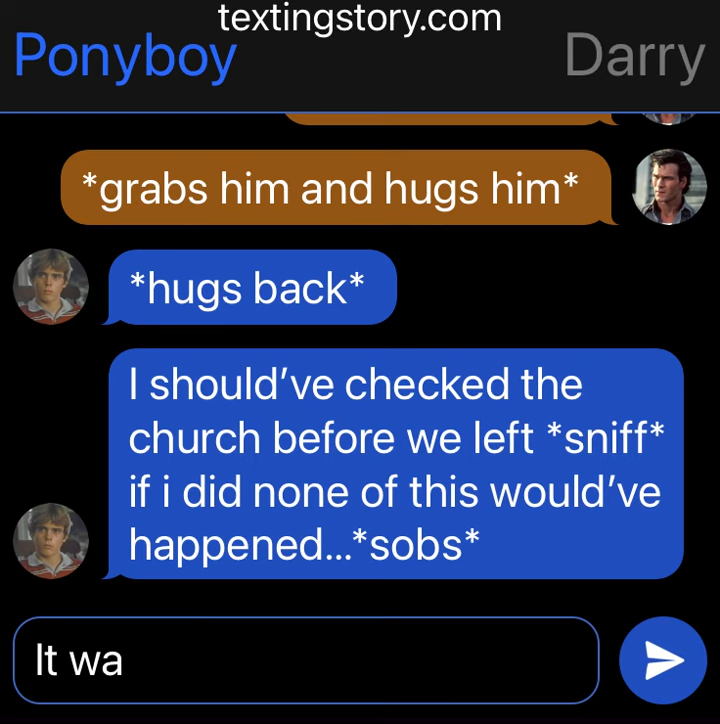 textingstory.com
Ponyboy
Darry
*grabs him and hugs him*
*hugs back*
I should’ve checked the
church before we left *sniff*
if i did none of this would’ve
happened...*sobs*
It wa